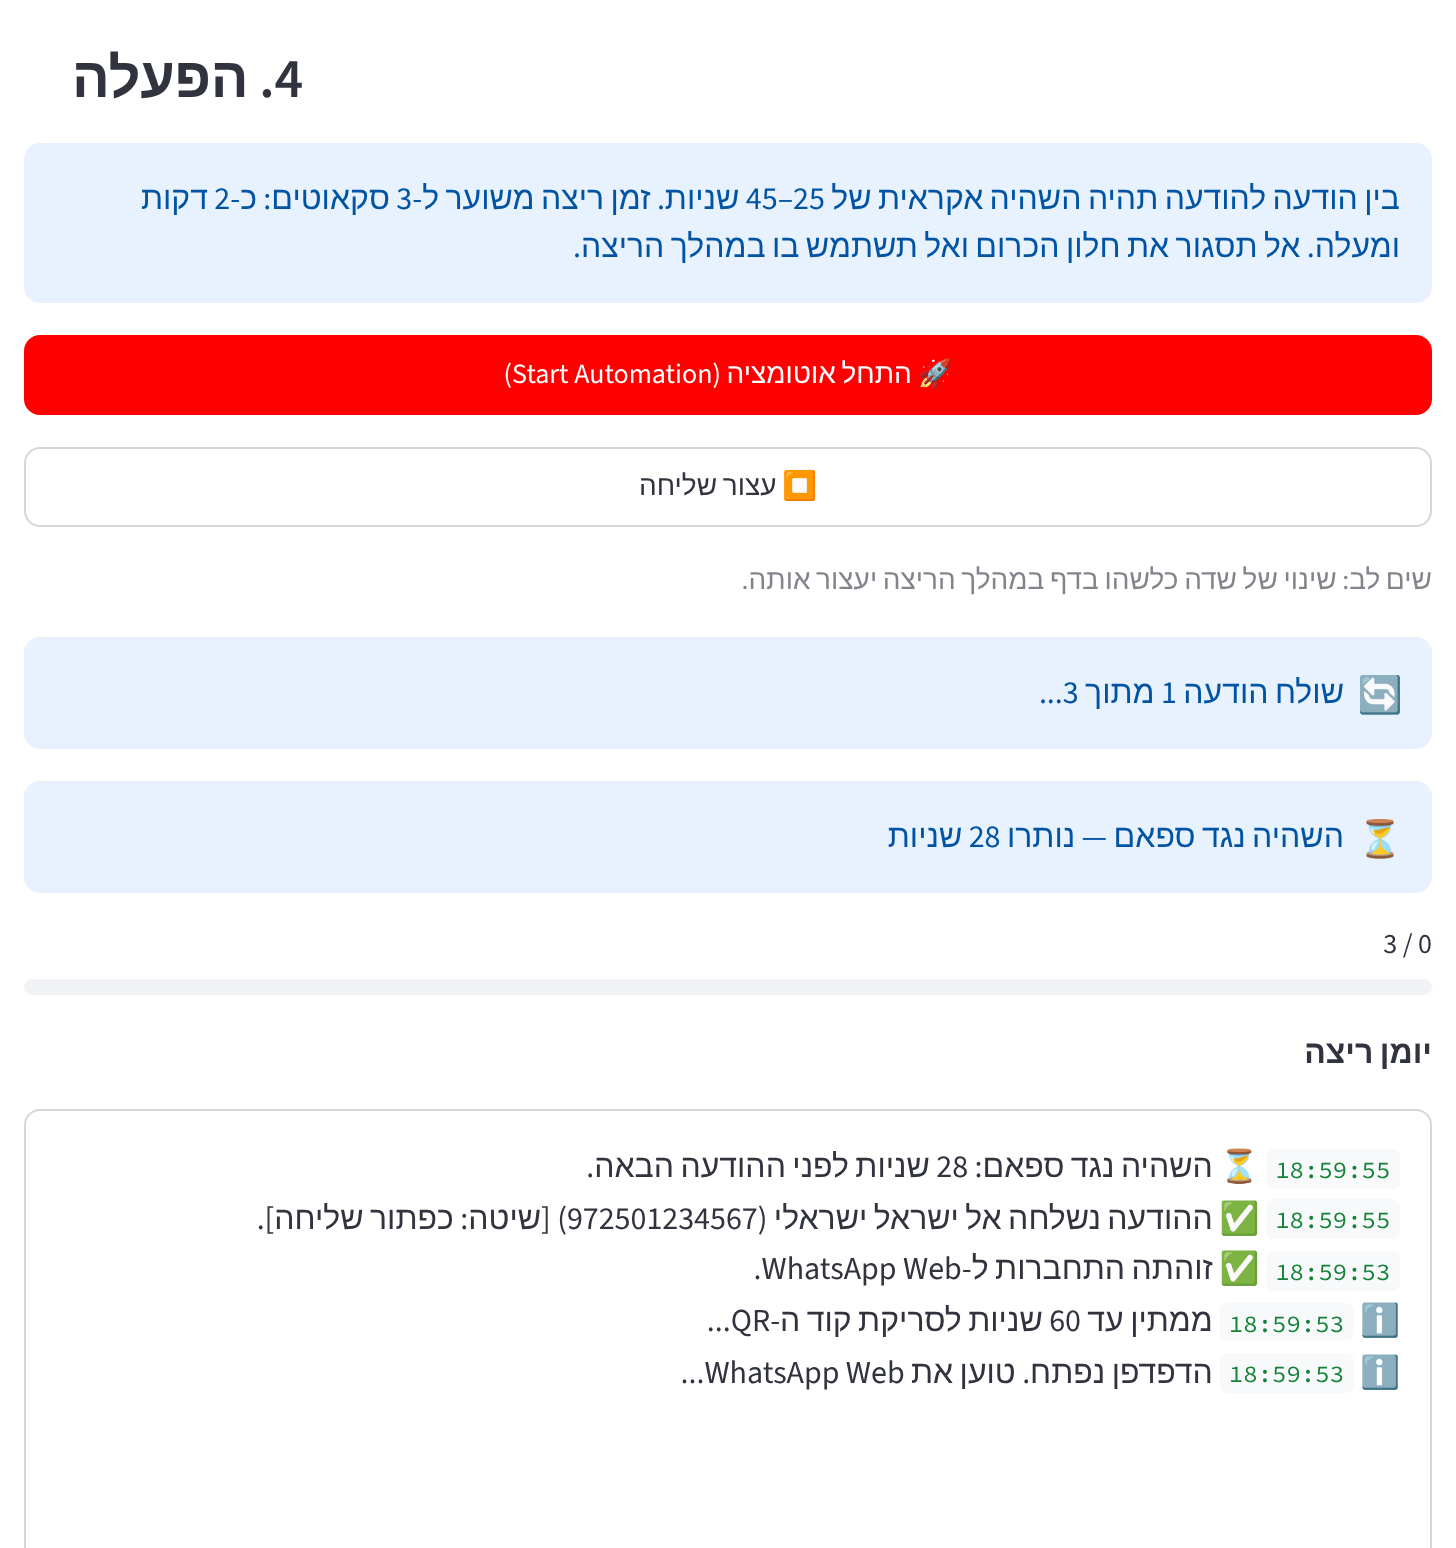 4. הפעלה
בין הודעה להודעה תהיה השהיה אקראית של 25–45 שניות. זמן ריצה משוער ל-3 סקאוטים: כ-2 דקות
ומעלה. אל תסגור את חלון הכרום ואל תשתמש בו במהלך הריצה.
🚀 התחל אוטומציה (Start Automation)
⏹️ עצור שליחה
שים לב: שינוי של שדה כלשהו בדף במהלך הריצה יעצור אותה.
🔄 שולח הודעה 1 מתוך 3...
⏳ השהיה נגד ספאם — נותרו 28 שניות
0 / 3
יומן ריצה
18:59:55 ⏳ השהיה נגד ספאם: 28 שניות לפני ההודעה הבאה.
18:59:55 ✅ ההודעה נשלחה אל ישראל ישראלי (972501234567) [שיטה: כפתור שליחה].
18:59:53 ✅ זוהתה התחברות ל-WhatsApp Web.
ℹ️ 18:59:53 ממתין עד 60 שניות לסריקת קוד ה-QR...
ℹ️ 18:59:53 הדפדפן נפתח. טוען את WhatsApp Web...